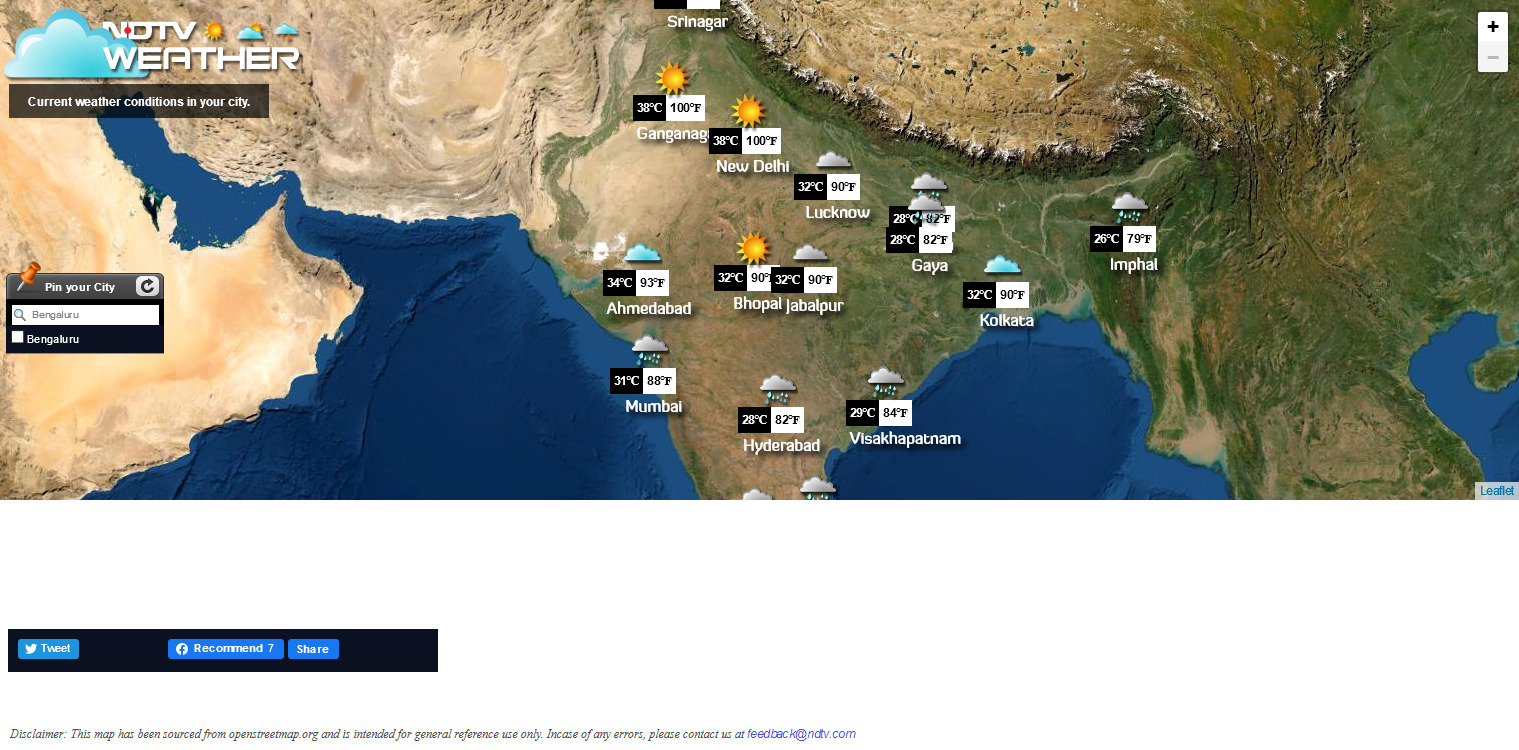 Srinagar
NDTV
WEATHER
Current weather conditions in your city.
+
−
38°C 100°F
Ganganaga
38°C 100°F
New Delhi
32°C 90°F
Lucknow
28°C 82°F
28°C 82°F
Gaya
26°C 79°F
Imphal
34°C 93°F
Ahmedabad
32°C 90°
Bhopal
32°C 90°F
Jabalpur
32°C 90°F
Kolkata
Pin your City
Bengaluru
Bengaluru
31°C 88°F
Mumbai
28°C 82°F
Hyderabad
29°C 84°F
Visakhapatnam
Leaflet
Tweet
Recommend 7
Share
Disclaimer: This map has been sourced from openstreetmap.org and is intended for general reference use only. Incase of any errors, please contact us at feedback@ndtv.com